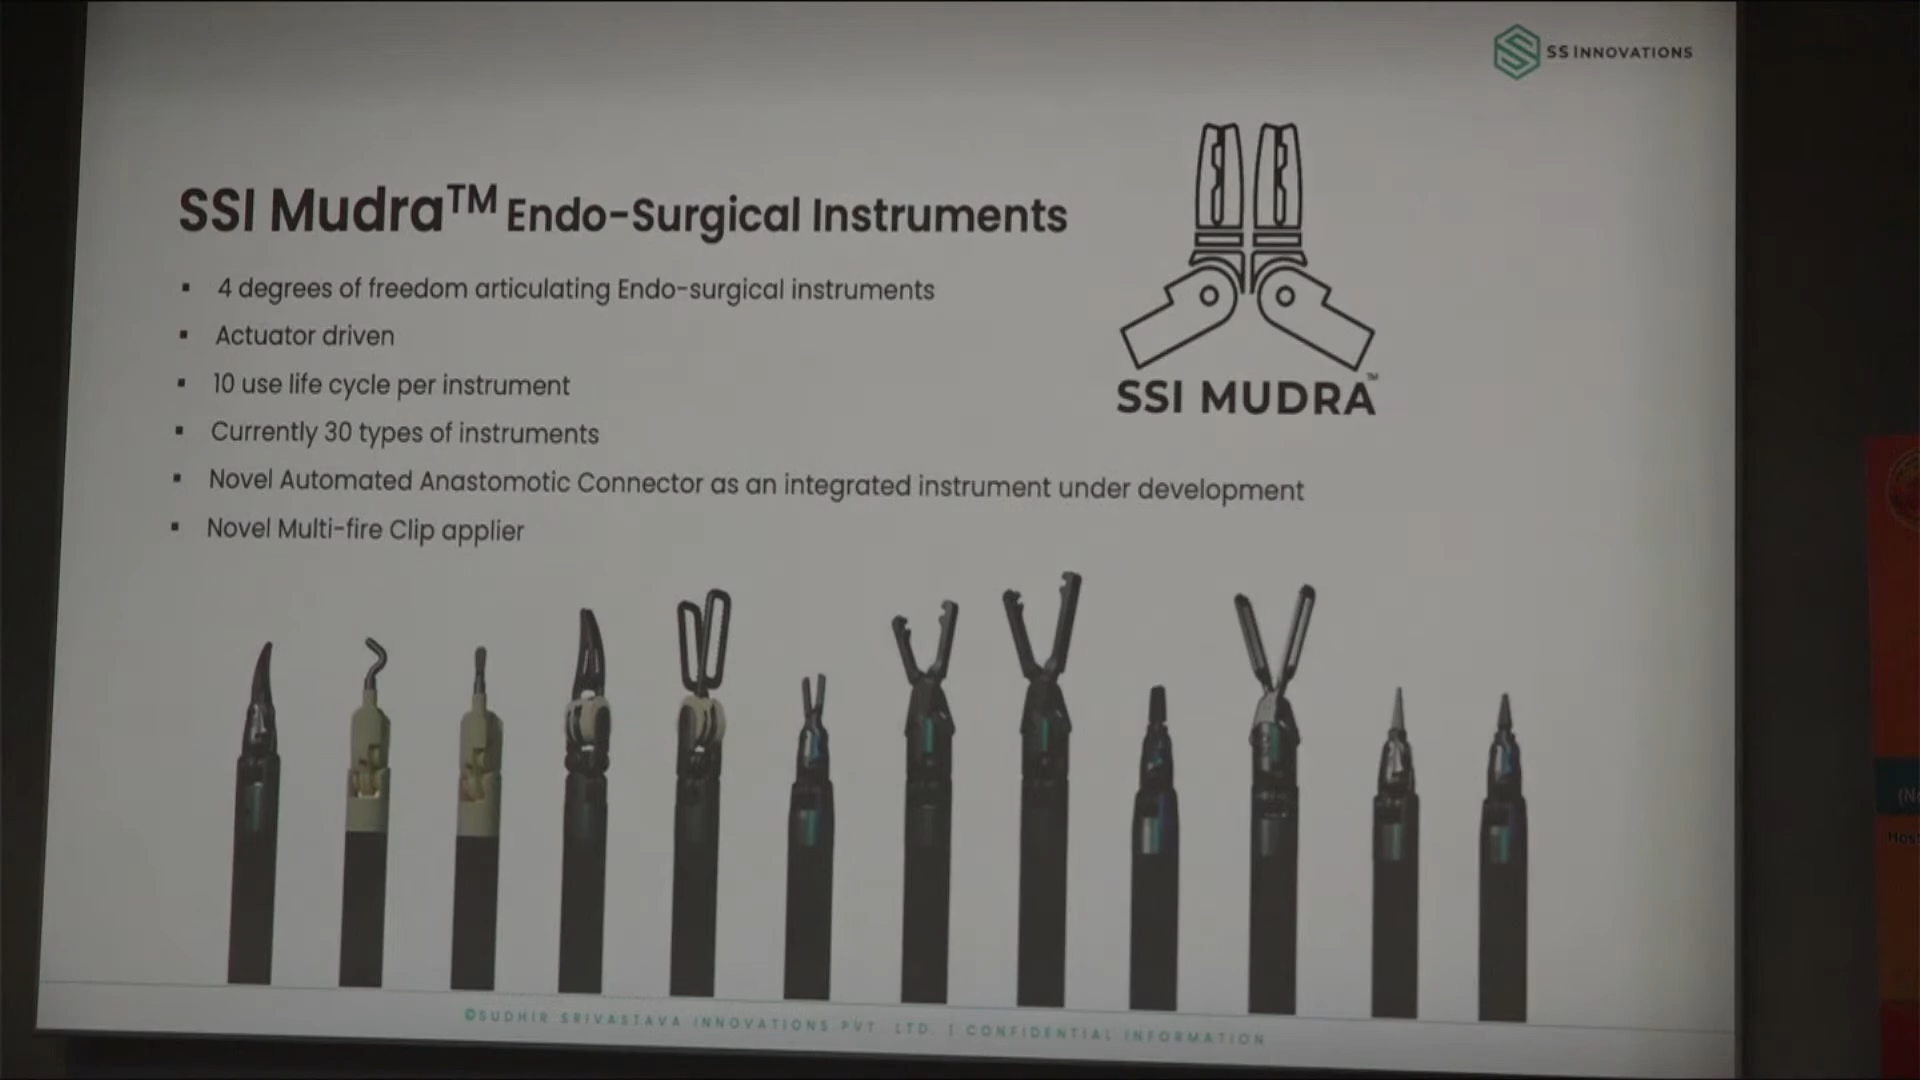 SS INNOVATIONS
SSI Mudra™ Endo-Surgical Instruments
▪ 4 degrees of freedom articulating Endo-surgical instruments
▪ Actuator driven
▪ 10 use life cycle per instrument
▪ Currently 30 types of instruments
▪ Novel Automated Anastomotic Connector as an integrated instrument under development
▪ Novel Multi-fire Clip applier
SSI MUDRA™
©SUDHIR SRIVASTAVA INNOVATIONS PVT. LTD. | CONFIDENTIAL INFORMATION